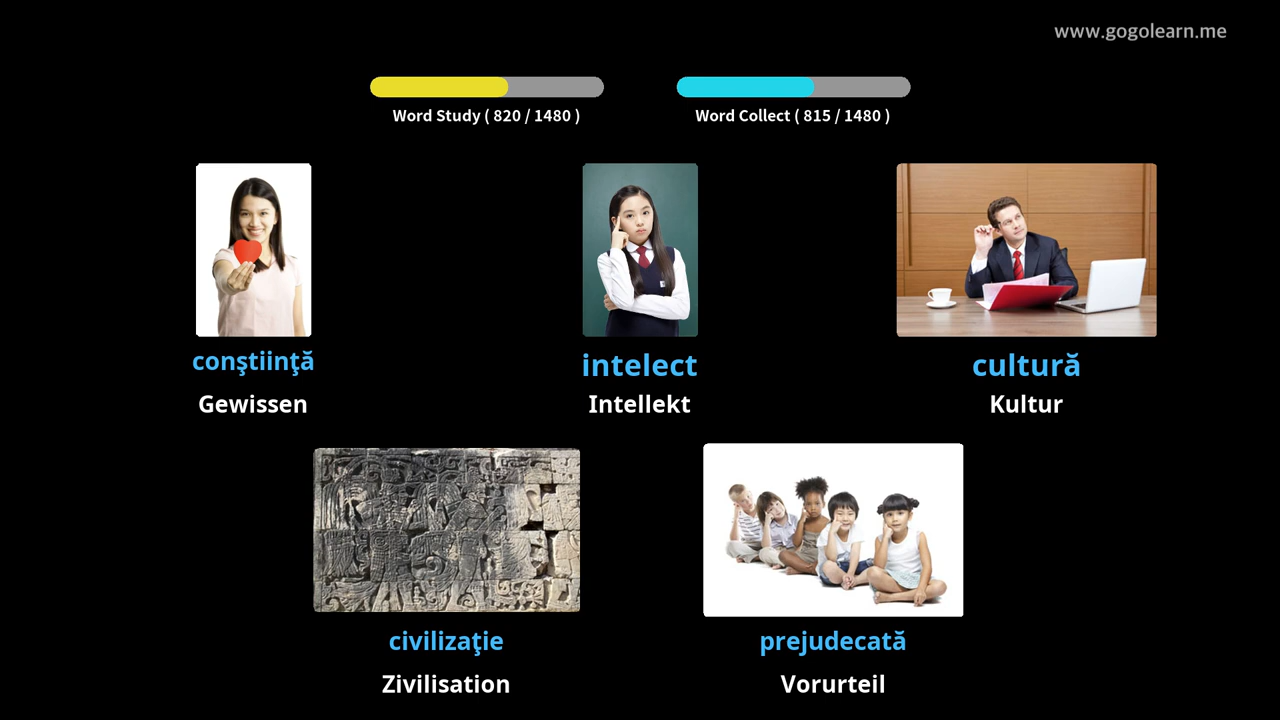 www.gogolearn.me
Word Study ( 820 / 1480 )
Word Collect ( 815 / 1480 )
conştiinţă
intelect
cultură
Gewissen
Intellekt
Kultur
civilizaţie
prejudecată
Zivilisation
Vorurteil